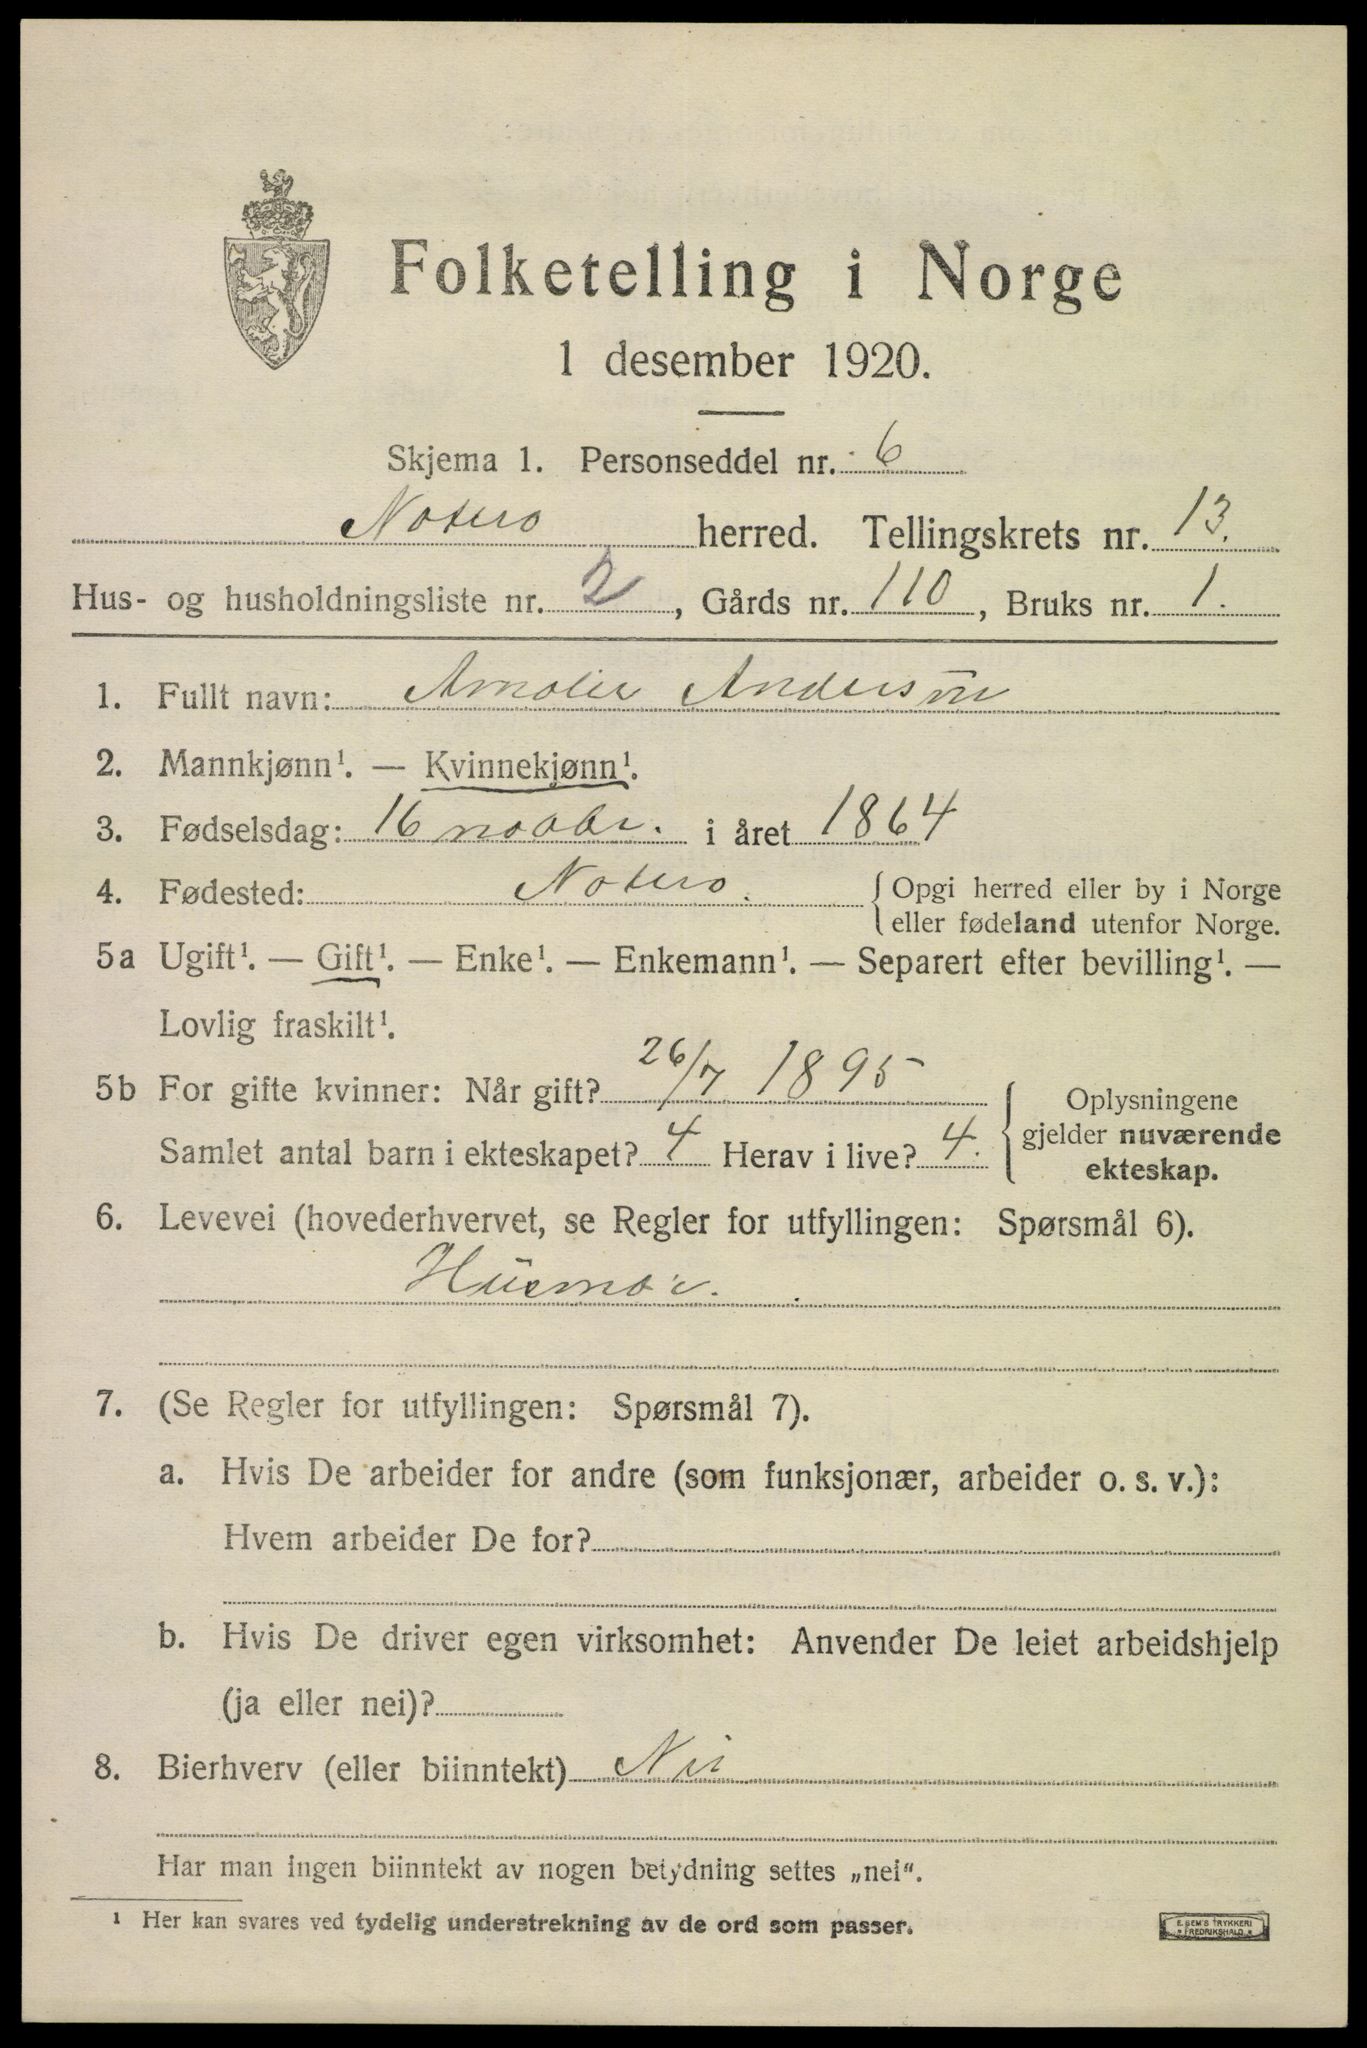 Folketelling i Norge
1 desember 1920.
Skjema 1. Personseddel nr. 6
Nøtterø herred. Tellingskrets nr. 13.
Hus- og husholdningsliste nr. 2, Gårds nr. 110, Bruks nr. 1.
1. Fullt navn: Amalie Andersen
2. Mannkjønn¹. — Kvinnekjønn¹.
3. Fødselsdag: 16 novbr. i året 1864
4. Fødested: Nøtterø. { Opgi herred eller by i Norge
eller fødeland utenfor Norge.
5a Ugift¹. — Gift¹. — Enke¹. — Enkemann¹. — Separert efter bevilling¹. —
Lovlig fraskilt¹.
5b For gifte kvinner: Når gift? 26/7 1895
Samlet antal barn i ekteskapet? 4 Herav i live? 4.
Oplysningene
gjelder nuværende
ekteskap.
6. Levevei (hovederhvervet, se Regler for utfyllingen: Spørsmål 6).
Husmor.
7. (Se Regler for utfyllingen: Spørsmål 7).
a. Hvis De arbeider for andre (som funksjonær, arbeider o. s. v.):
Hvem arbeider De for?
b. Hvis De driver egen virksomhet: Anvender De leiet arbeidshjelp
(ja eller nei)?
8. Bierhverv (eller biinntekt) Nei
Har man ingen biinntekt av nogen betydning settes „nei“.
¹ Her kan svares ved tydelig understrekning av de ord som passer.
E. SEM'S TRYKKERI
* FREDRIKSHALD *